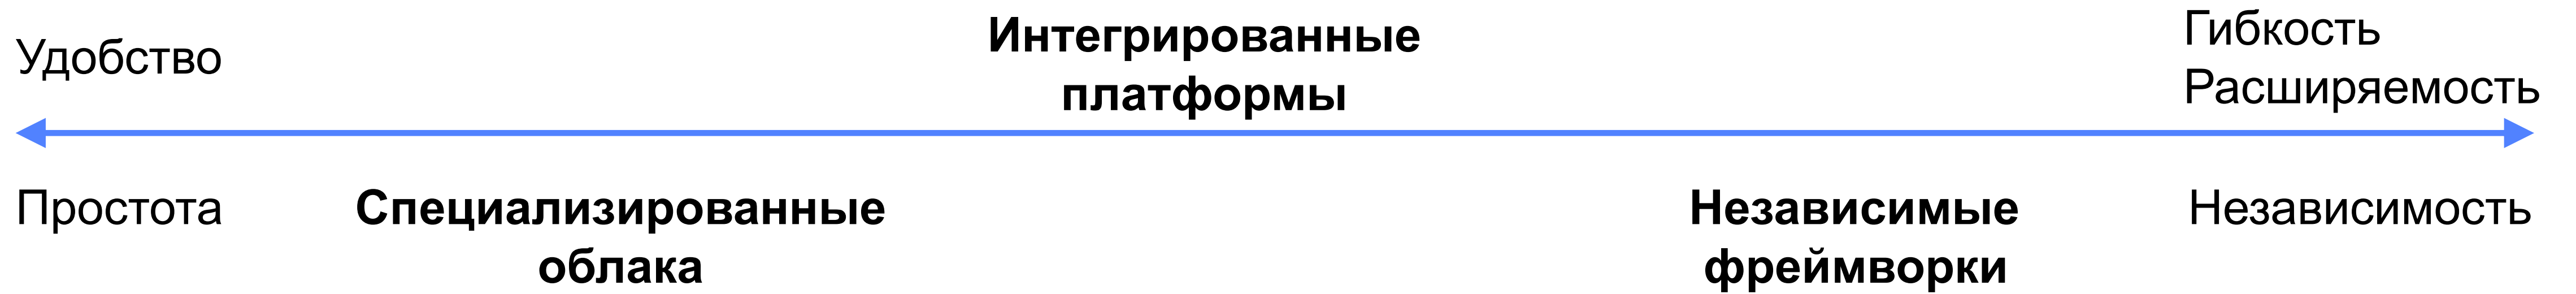 Удобство
Интегрированные
платформы
Гибкость
Расширяемость
Простота
Специализированные
облака
Независимые
фреймворки
Независимость